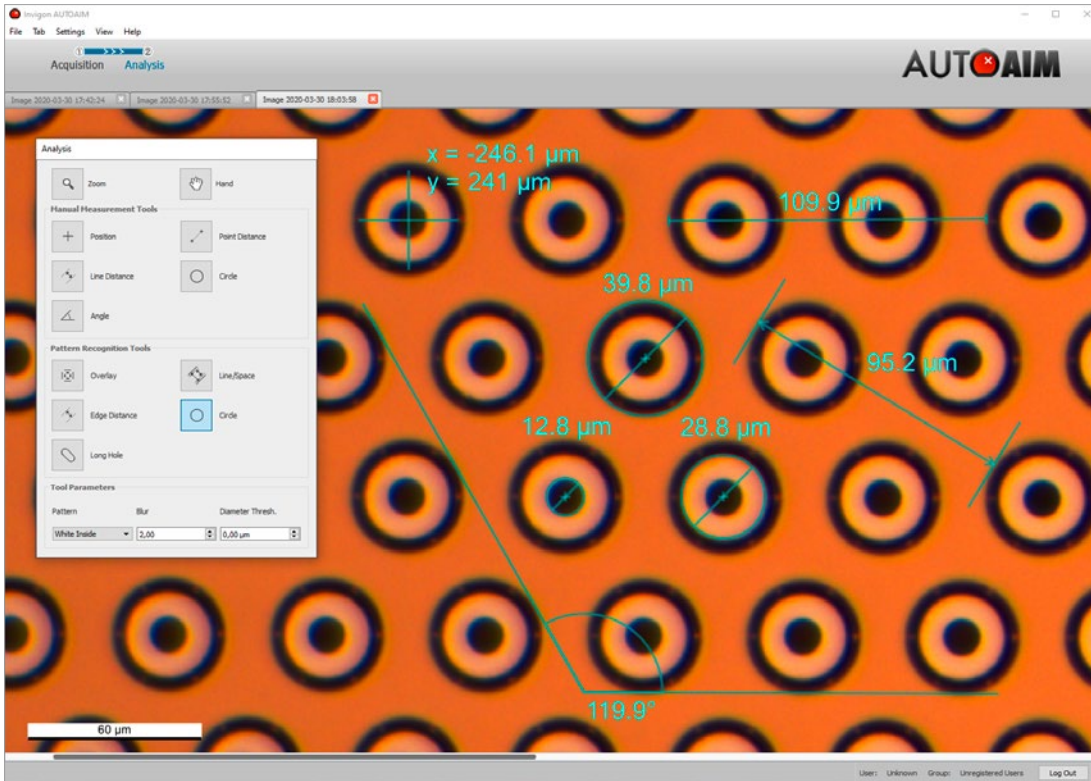 Invigon AUTOAIM
File Tab Settings View Help
1 >>> 2
Acquisition Analysis
AUTOAIM
Image 2020-03-30 17:42:24 Image 2020-03-30 17:55:52 Image 2020-03-30 18:03:58
Analysis
Zoom Hand
Manual Measurement Tools
Position Point Distance
Line Distance Circle
Angle
Pattern Recognition Tools
Overlay Line/Space
Edge Distance Circle
Long Hole
Tool Parameters
Pattern Blur Diameter Thresh.
White Inside 2,00 0,00 µm
x = -246.1 µm
y = 241 µm
109.9 µm
39.8 µm
95.2 µm
12.8 µm 28.8 µm
119.9°
60 µm
User: Unknown Group: Unregistered Users Log Out